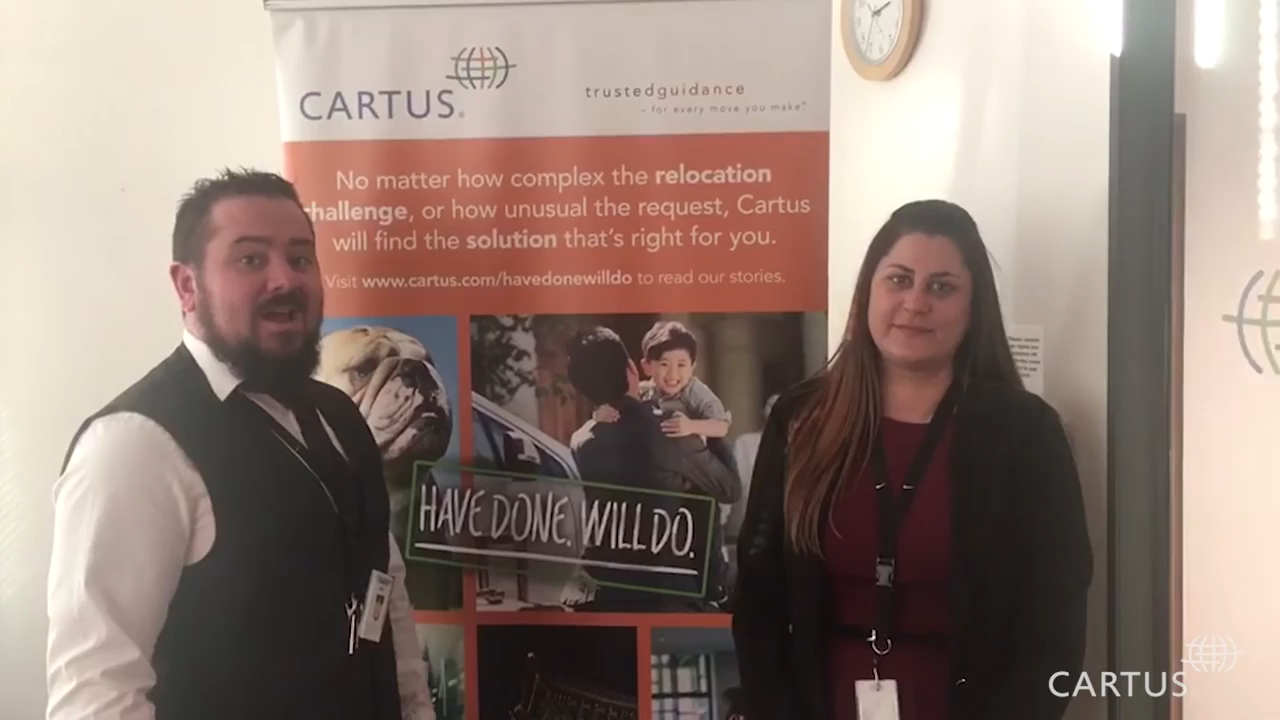 CARTUS®
trustedguidance
– for every move you make.
No matter how complex the relocation
challenge, or how unusual the request, Cartus
will find the solution that's right for you.
Visit www.cartus.com/havedonewilldo to read our stories.
HAVE DONE. WILL DO.
CARTUS